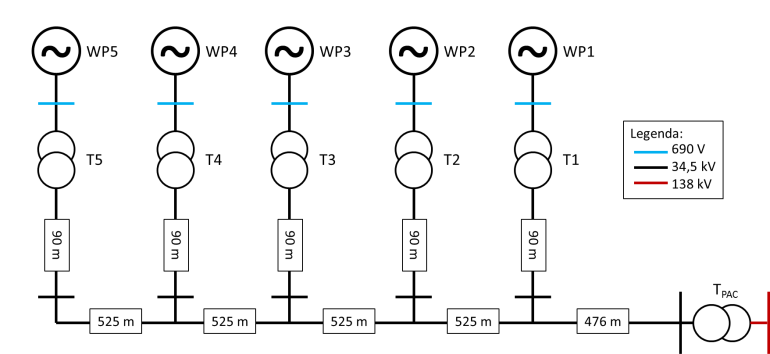 WP5
WP4
WP3
WP2
WP1
Legenda:
690 V
34,5 kV
138 kV
T5
T4
T3
T2
T1
90 m
90 m
90 m
90 m
90 m
T_PAC
525 m
525 m
525 m
525 m
476 m